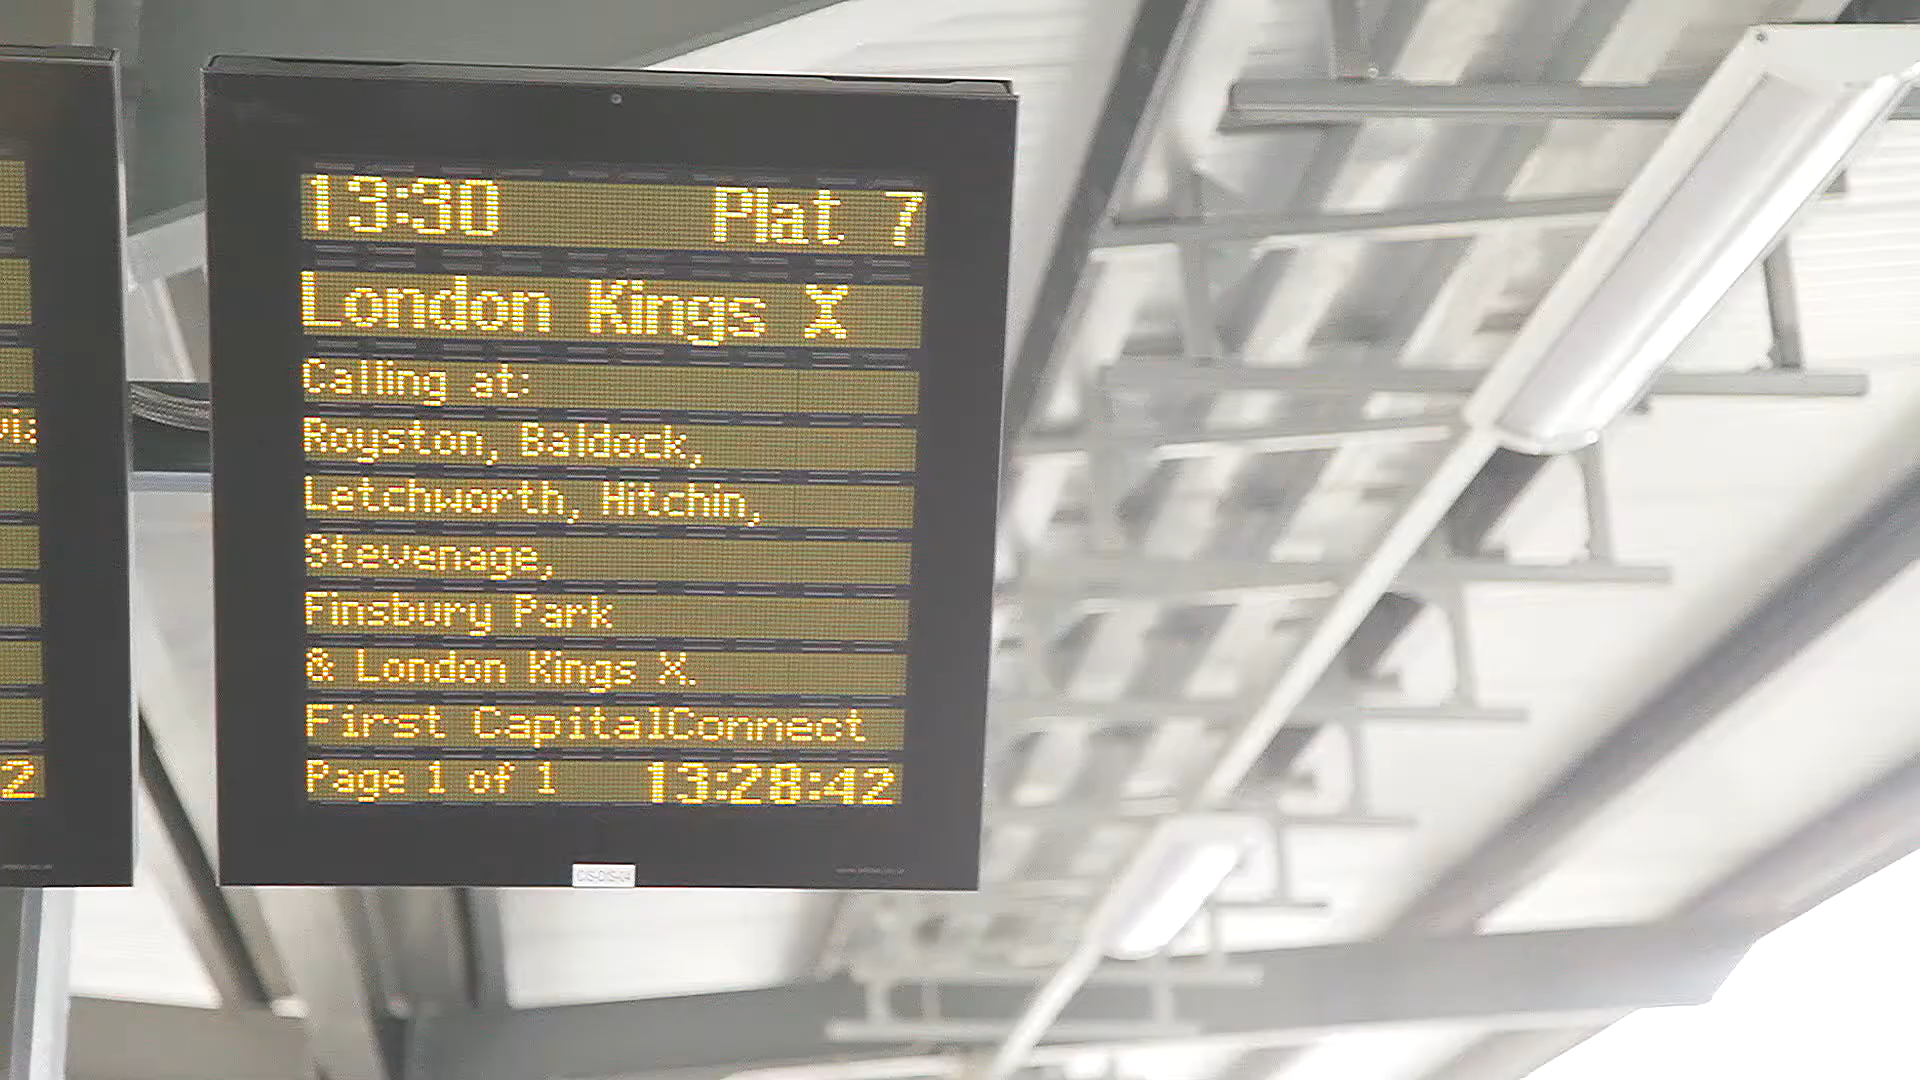 13:30 Plat 7
London Kings X
Calling at:
Royston, Baldock,
Letchworth, Hitchin,
Stevenage,
Finsbury Park
& London Kings X.
First CapitalConnect
Page 1 of 1 13:28:42
2